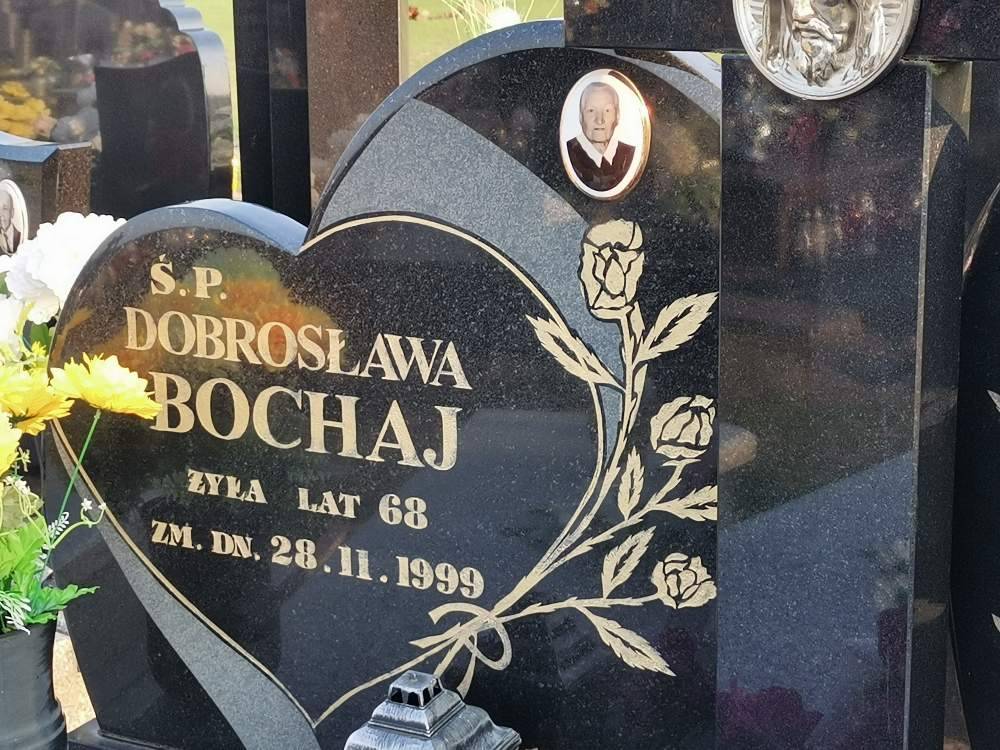 Ś.P.
DOBROSŁAWA
BOCHAJ
ŻYŁA LAT 68
ZM. DN. 28.11.1999